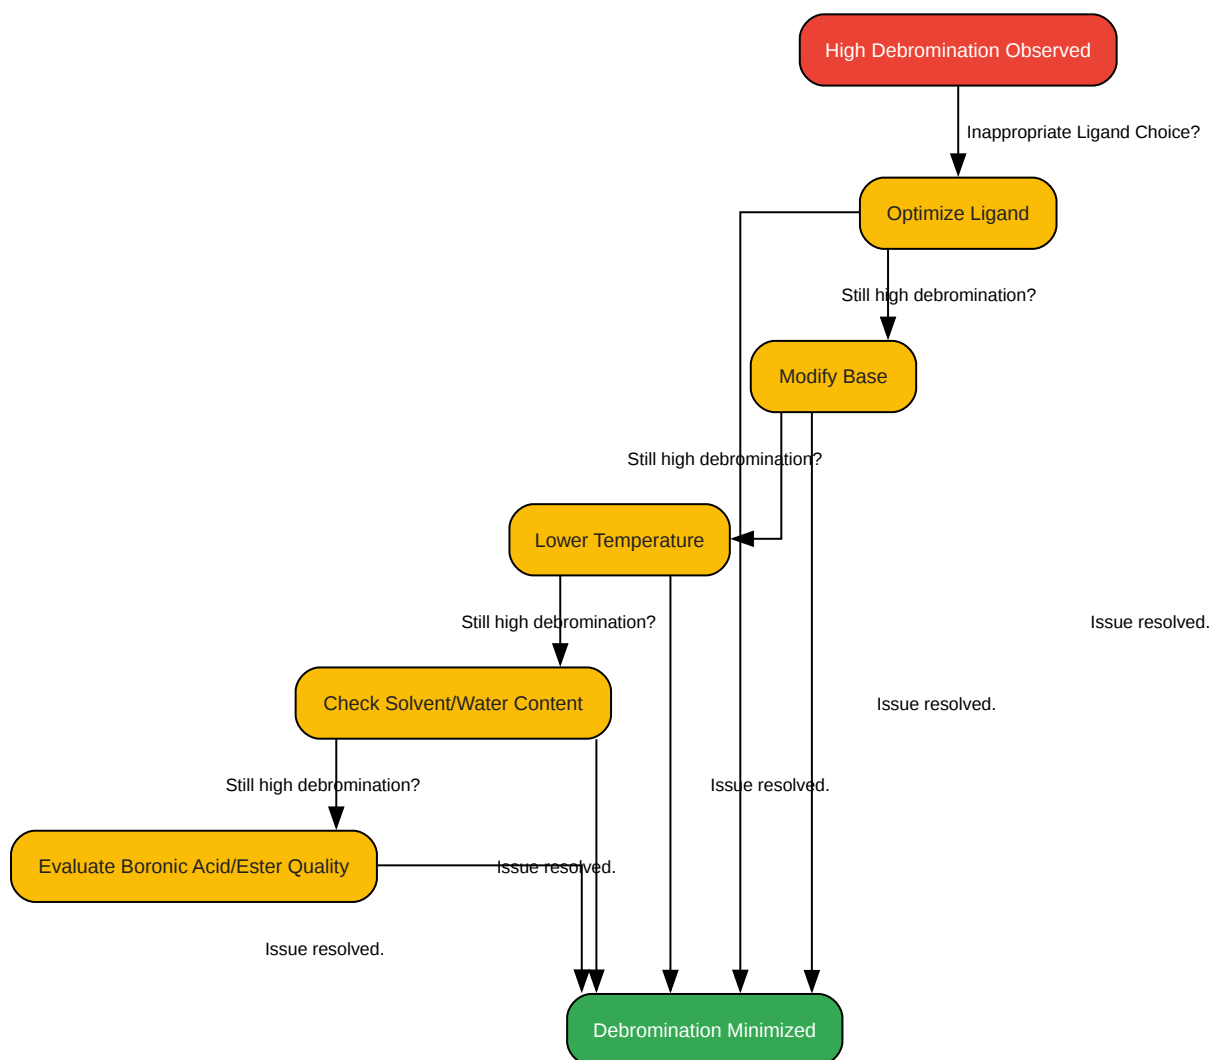 High Debromination Observed
Inappropriate Ligand Choice?
Optimize Ligand
Still high debromination?
Modify Base
Still high debromination?
Lower Temperature
Still high debromination?
Issue resolved.
Check Solvent/Water Content
Issue resolved.
Still high debromination?
Issue resolved.
Evaluate Boronic Acid/Ester Quality
Issue resolved.
Issue resolved.
Debromination Minimized